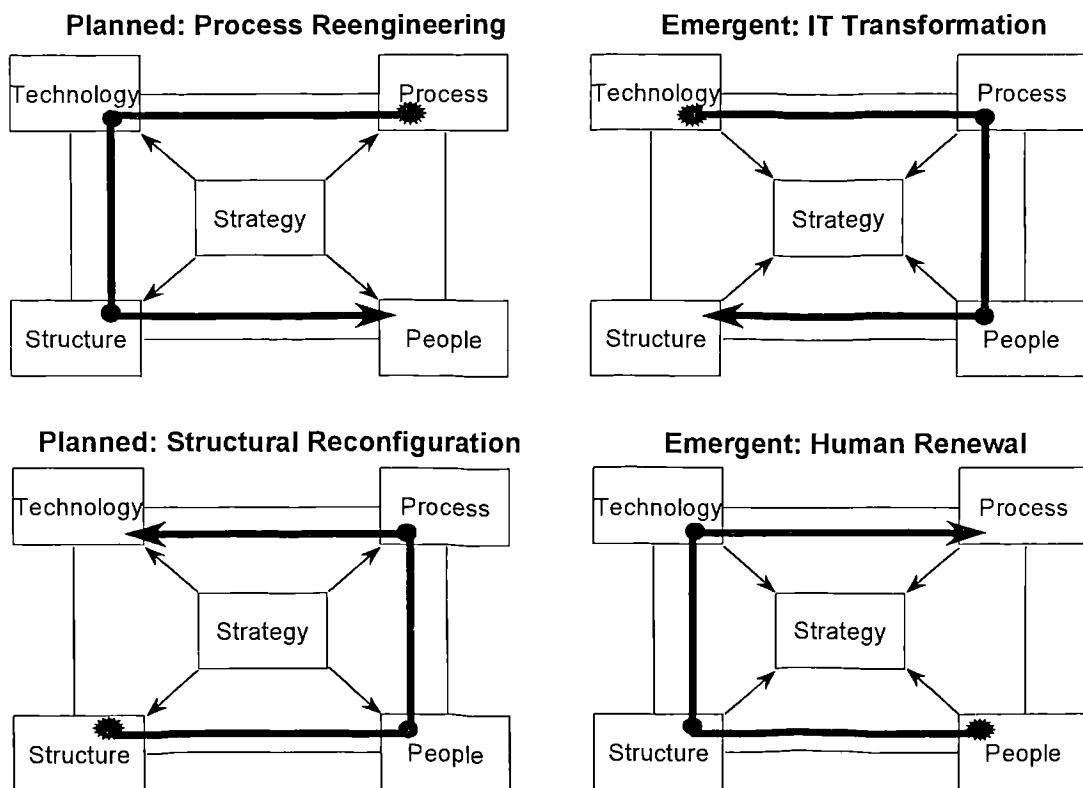 Planned: Process Reengineering
Technology
Process
Strategy
Structure
People
Emergent: IT Transformation
Technology
Process
Strategy
Structure
People
Planned: Structural Reconfiguration
Technology
Process
Strategy
Structure
People
Emergent: Human Renewal
Technology
Process
Strategy
Structure
People